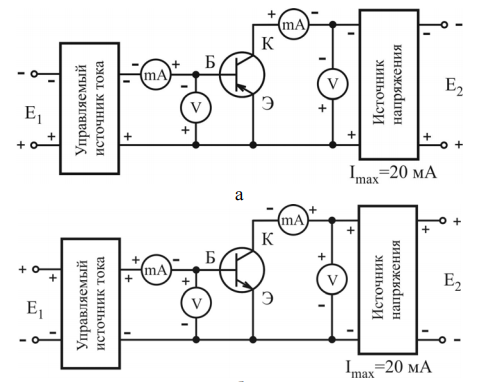 К + mA - - -
- - - mA + Б - - V + E₂
E₁ Управляемый источник тока - V + Э Источник напряжения
+ + + + +
Iₘₐₓ=20 мА
а
- mA + + +
К
+ + + mA - Б + + V - E₂
E₁ Управляемый источник тока + V - Э Источник напряжения
- - - - -
Iₘₐₓ=20 мА